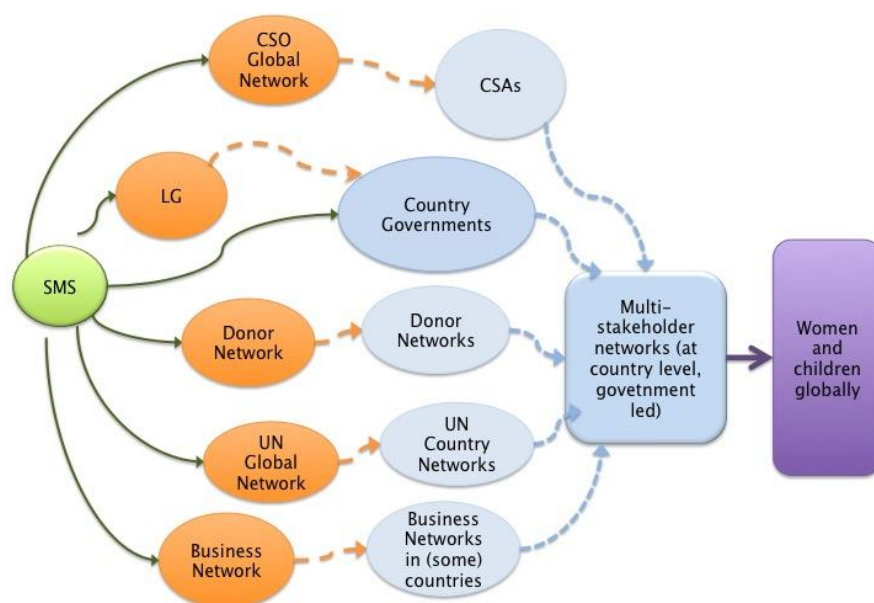 CSO
Global
Network
CSAs
LG
Country
Governments
SMS
Donor
Network
Donor
Networks
Multi-
stakeholder
networks (at
country level,
govetnment
led)
Women
and
children
globally
UN
Global
Network
UN
Country
Networks
Business
Network
Business
Networks
in (some)
countries